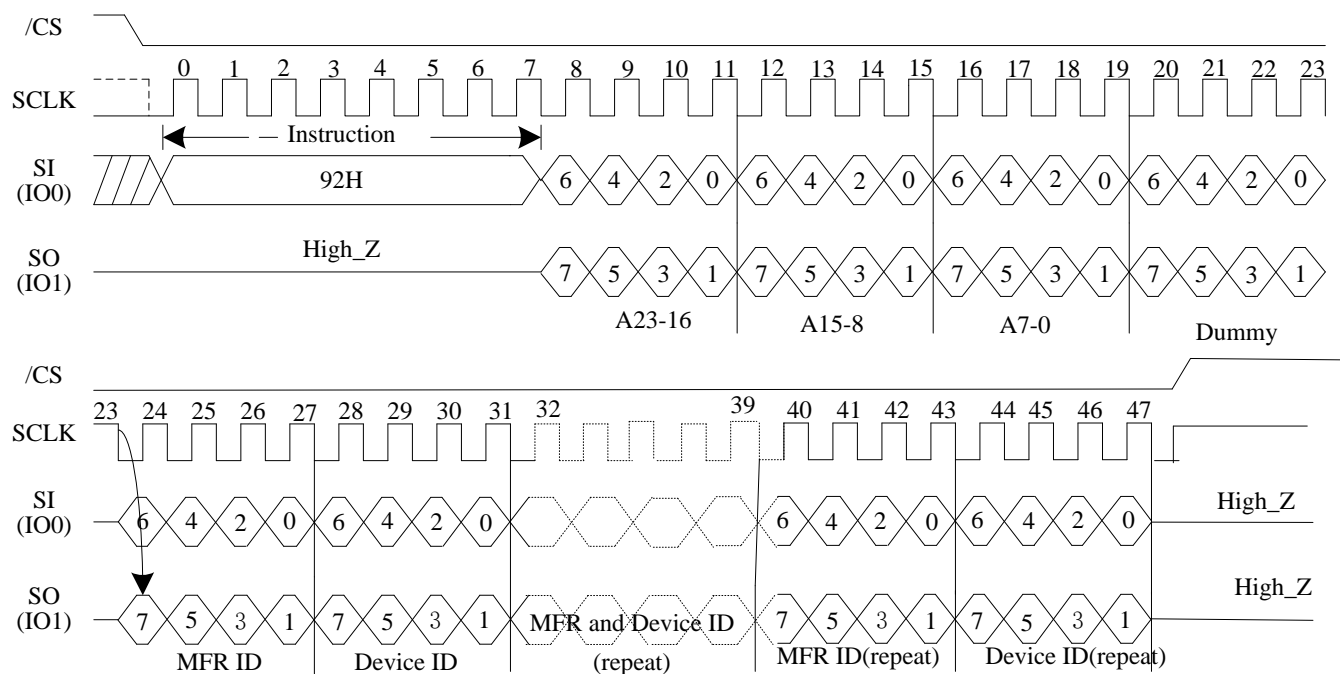 /CS
0 1 2 3 4 5 6 7 8 9 10 11 12 13 14 15 16 17 18 19 20 21 22 23
SCLK
Instruction
SI
(IO0)
92H
6 4 2 0 6 4 2 0 6 4 2 0 6 4 2 0
SO
(IO1)
High_Z
7 5 3 1 7 5 3 1 7 5 3 1 7 5 3 1
A23-16 A15-8 A7-0 Dummy
/CS
23 24 25 26 27 28 29 30 31 32 39 40 41 42 43 44 45 46 47
SCLK
SI
(IO0)
6 4 2 0 6 4 2 0 6 4 2 0 6 4 2 0
High_Z
SO
(IO1)
7 5 3 1 7 5 3 1 MFR and Device ID 7 5 3 1 7 5 3 1
High_Z
MFR ID Device ID (repeat) MFR ID(repeat) Device ID(repeat)